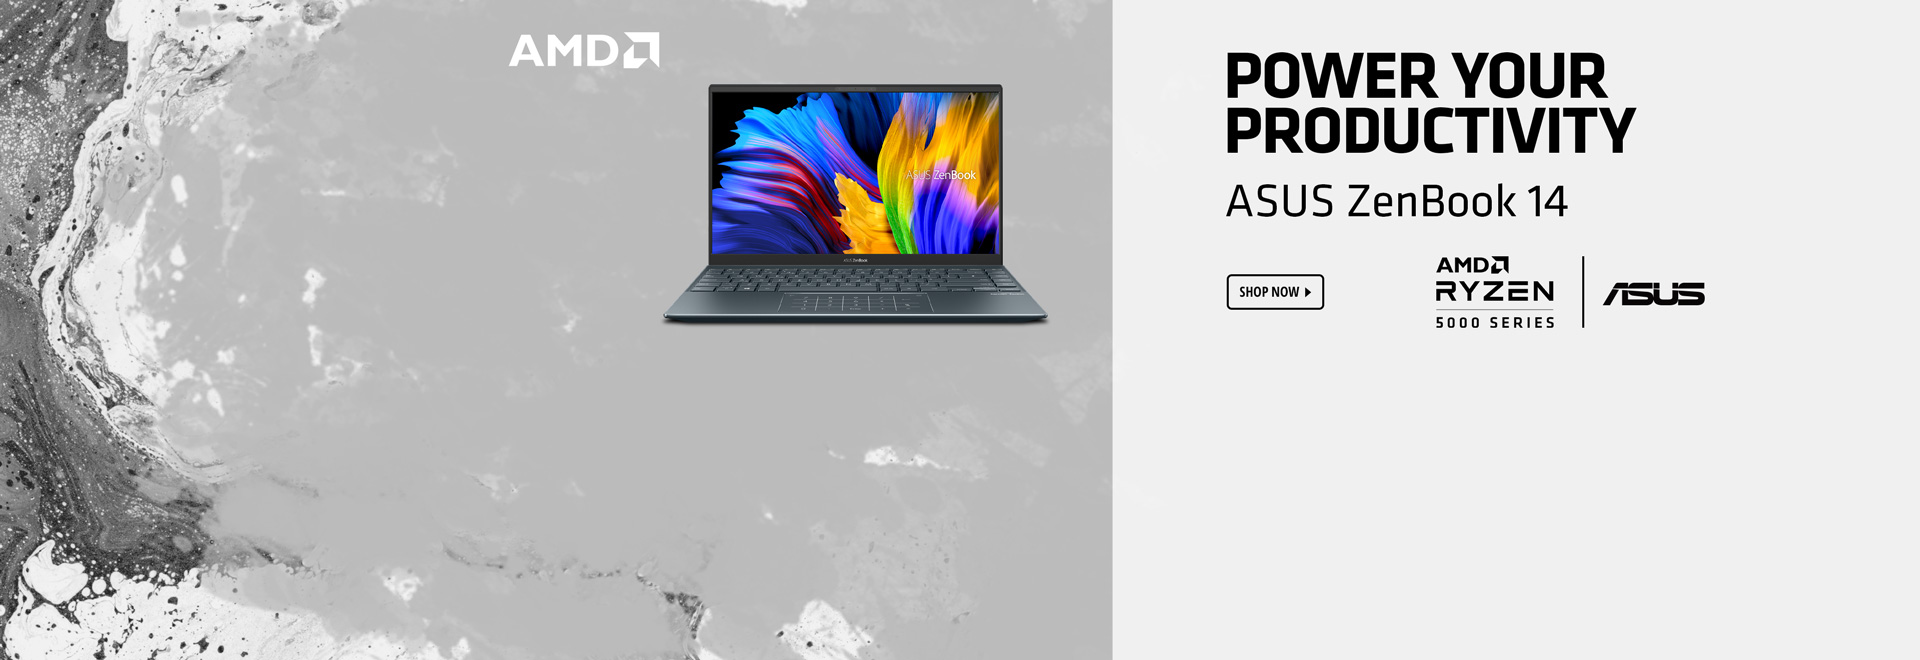 AMD
ASUS ZenBook
ASUS ZenBook
POWER YOUR
PRODUCTIVITY
ASUS ZenBook 14
SHOP NOW
AMD
RYZEN
5000 SERIES
ASUS